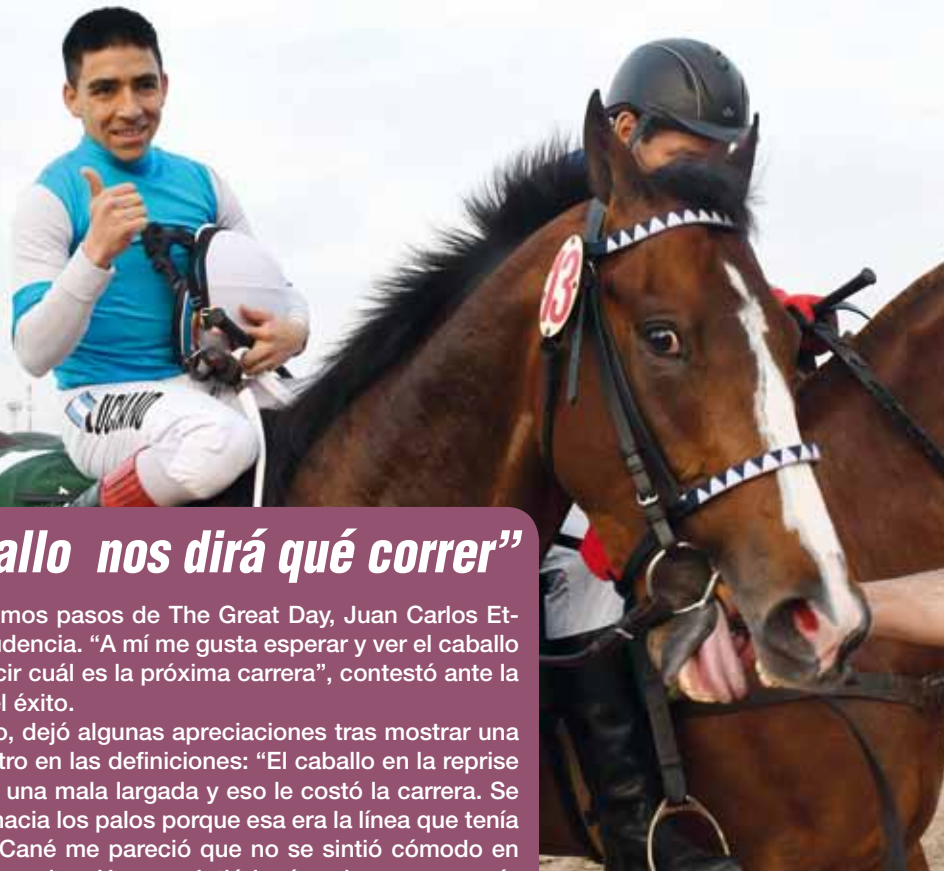 13
LUCIANO
allo nos dirá qué correr”
mos pasos de The Great Day, Juan Carlos Et-
udencia. “A mí me gusta esperar y ver el caballo
cir cuál es la próxima carrera”, contestó ante la
l éxito.
o, dejó algunas apreciaciones tras mostrar una
tro en las definiciones: “El caballo en la reprise
una mala largada y eso le costó la carrera. Se
hacia los palos porque esa era la línea que tenía
Cané me pareció que no se sintió cómodo en